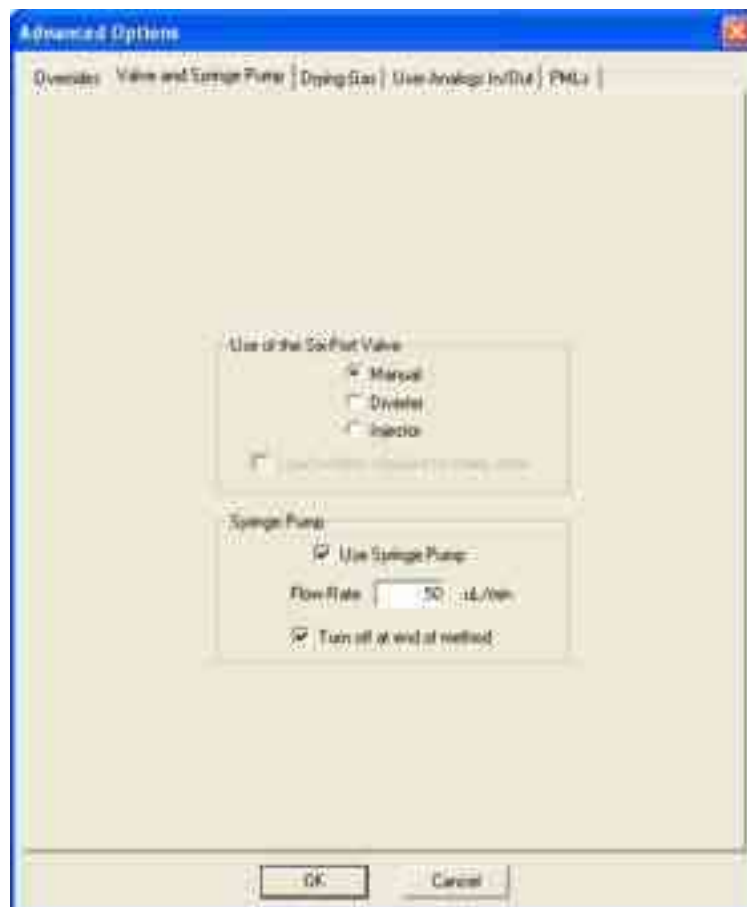 Advanced Options
Overrides Valve and Syringe Pump Drying Gas User Analogs In/Out PMLs
Use of the Six-Port Valve
Manual
Diverter
Injector
Syringe Pump
Use Syringe Pump
Flow Rate 50 uL/min
Turn off at end of method
OK Cancel